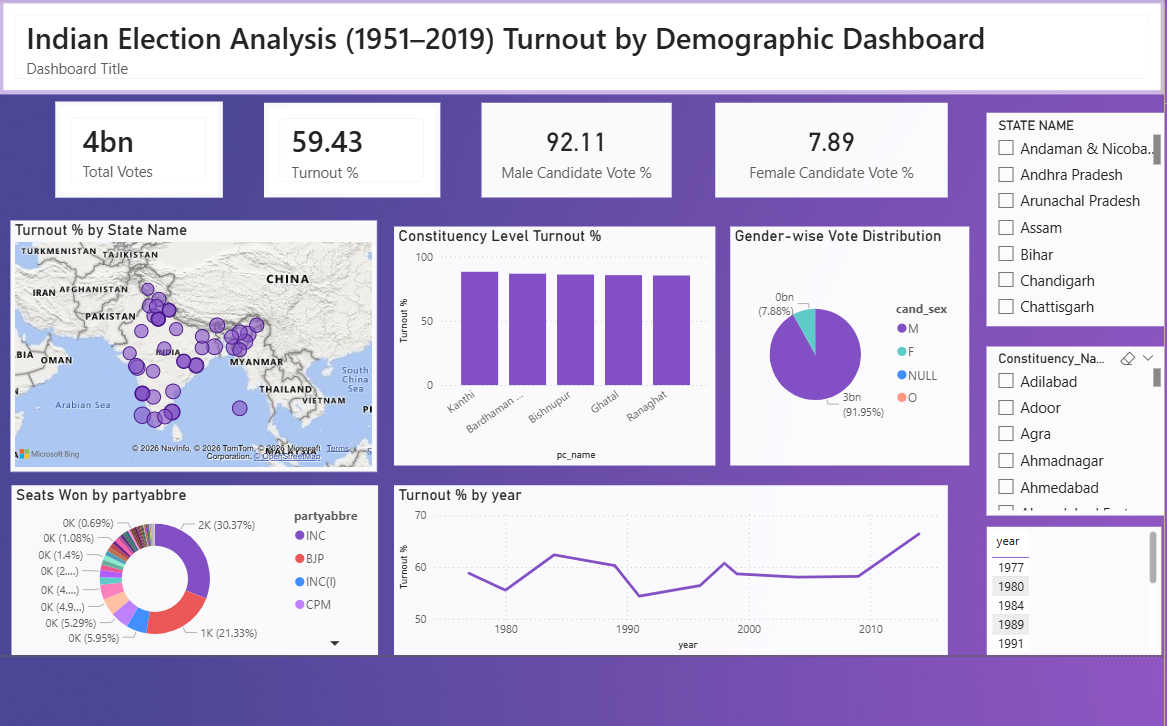 Indian Election Analysis (1951–2019) Turnout by Demographic Dashboard
Dashboard Title
4bn
Total Votes
59.43
Turnout %
92.11
Male Candidate Vote %
7.89
Female Candidate Vote %
STATE NAME
Andaman & Nicoba...
Andhra Pradesh
Arunachal Pradesh
Assam
Bihar
Chandigarh
Chattisgarh
Turnout % by State Name
TURKMENISTAN
TAJIKISTAN
CHINA
IRAN
AFGHANISTAN
PAKISTAN
INDIA
OMAN
MYANMAR
THAILAND
VIETNAM
South
China
Sea
Arabian Sea
Microsoft Bing
© 2026 NavInfo, © 2026 TomTom, © 2026 Microsoft
Corporation, © OpenStreetMap
Terms
Constituency Level Turnout %
100
50
0
Turnout %
Kanthi
Bardhaman ...
Bishnupur
Ghatal
Ranaghat
pc_name
Gender-wise Vote Distribution
0bn
(7.88%)
3bn
(91.95%)
cand_sex
M
F
NULL
O
Constituency_Na...
Adilabad
Adoor
Agra
Ahmadnagar
Ahmedabad
Seats Won by partyabbre
0K (0.69%)
0K (1.08%)
0K (1.4%)
0K (2....)
0K (4....)
0K (4.9...)
0K (5.29%)
0K (5.95%)
2K (30.37%)
1K (21.33%)
partyabbre
INC
BJP
INC(I)
CPM
Turnout % by year
70
60
50
Turnout %
1980
1990
2000
2010
year
year
1977
1980
1984
1989
1991